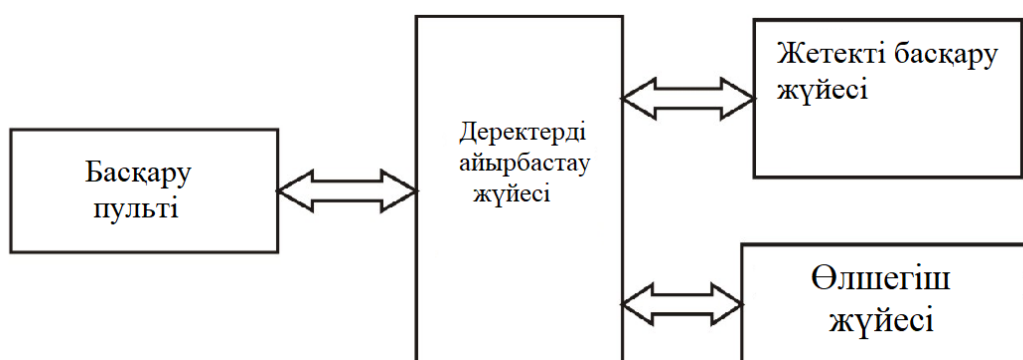 Басқару
пульті
Деректерді
айырбастау
жүйесі
Жетекті басқару
жүйесі
Өлшегіш
жүйесі